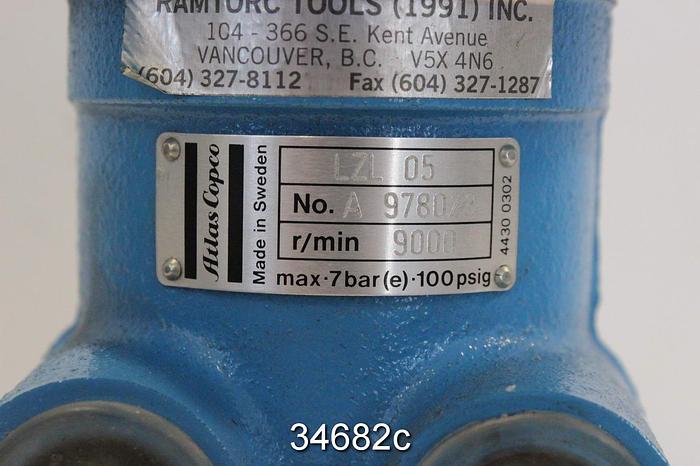 RAMTORC TOOLS (1991) INC.
104 - 366 S.E. Kent Avenue
VANCOUVER, B.C. V5X 4N6
(604) 327-8112 Fax (604) 327-1287
Atlas Copco
Made in Sweden
LZL 05
No. A
r/min 9000
max·7bar(e)·100psig
4430 0302
34682c